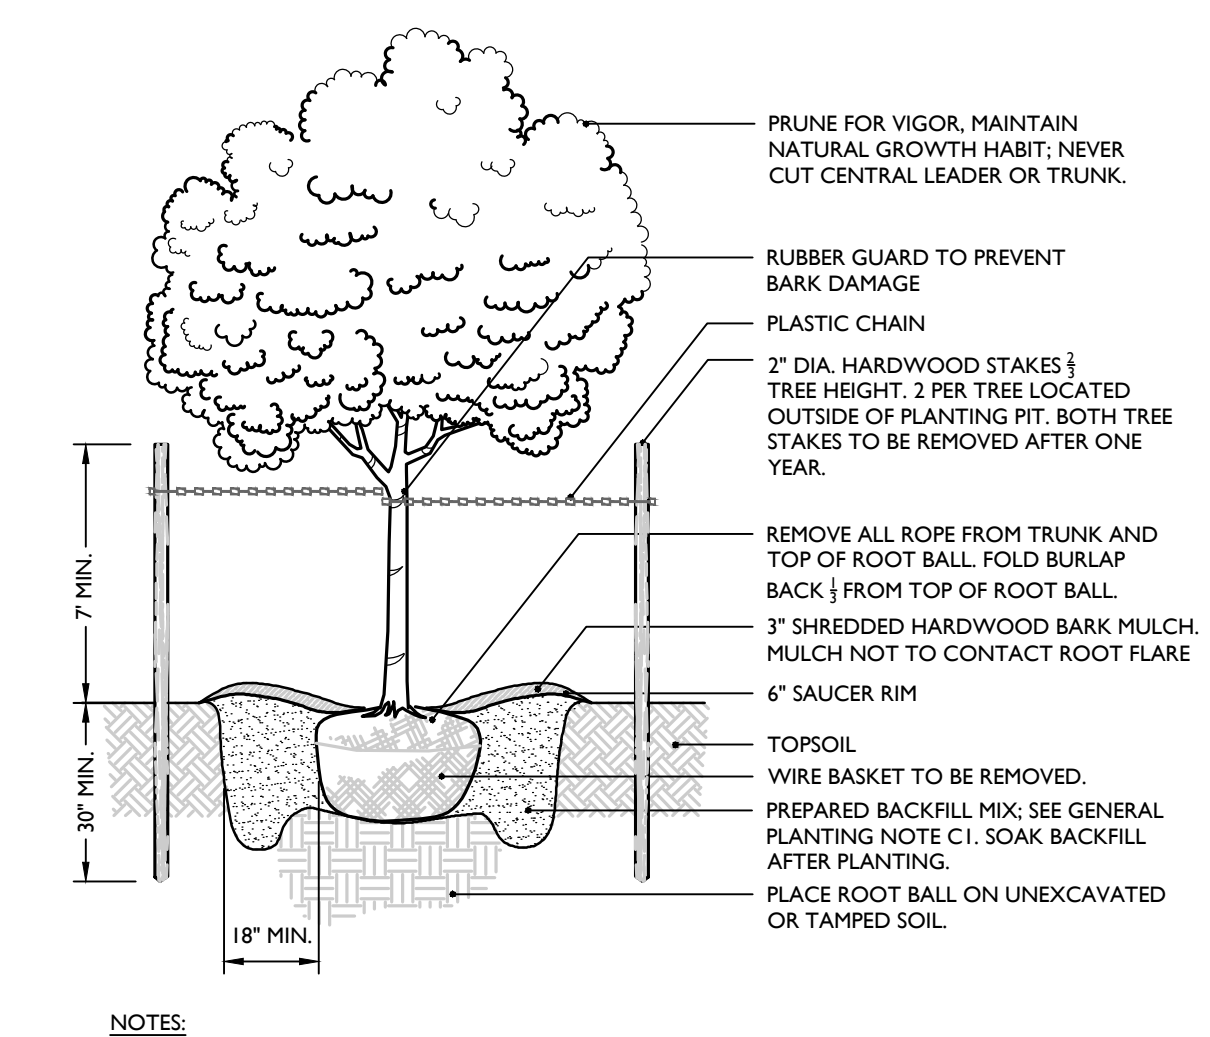 PRUNE FOR VIGOR, MAINTAIN
NATURAL GROWTH HABIT; NEVER
CUT CENTRAL LEADER OR TRUNK.
RUBBER GUARD TO PREVENT
BARK DAMAGE
PLASTIC CHAIN
2" DIA. HARDWOOD STAKES 2/3
TREE HEIGHT. 2 PER TREE LOCATED
OUTSIDE OF PLANTING PIT. BOTH TREE
STAKES TO BE REMOVED AFTER ONE
YEAR.
REMOVE ALL ROPE FROM TRUNK AND
TOP OF ROOT BALL. FOLD BURLAP
BACK 1/3 FROM TOP OF ROOT BALL.
3" SHREDDED HARDWOOD BARK MULCH.
MULCH NOT TO CONTACT ROOT FLARE
6" SAUCER RIM
TOPSOIL
WIRE BASKET TO BE REMOVED.
PREPARED BACKFILL MIX; SEE GENERAL
PLANTING NOTE C1. SOAK BACKFILL
AFTER PLANTING.
PLACE ROOT BALL ON UNEXCAVATED
OR TAMPED SOIL.
7' MIN.
30" MIN.
18" MIN.
NOTES: